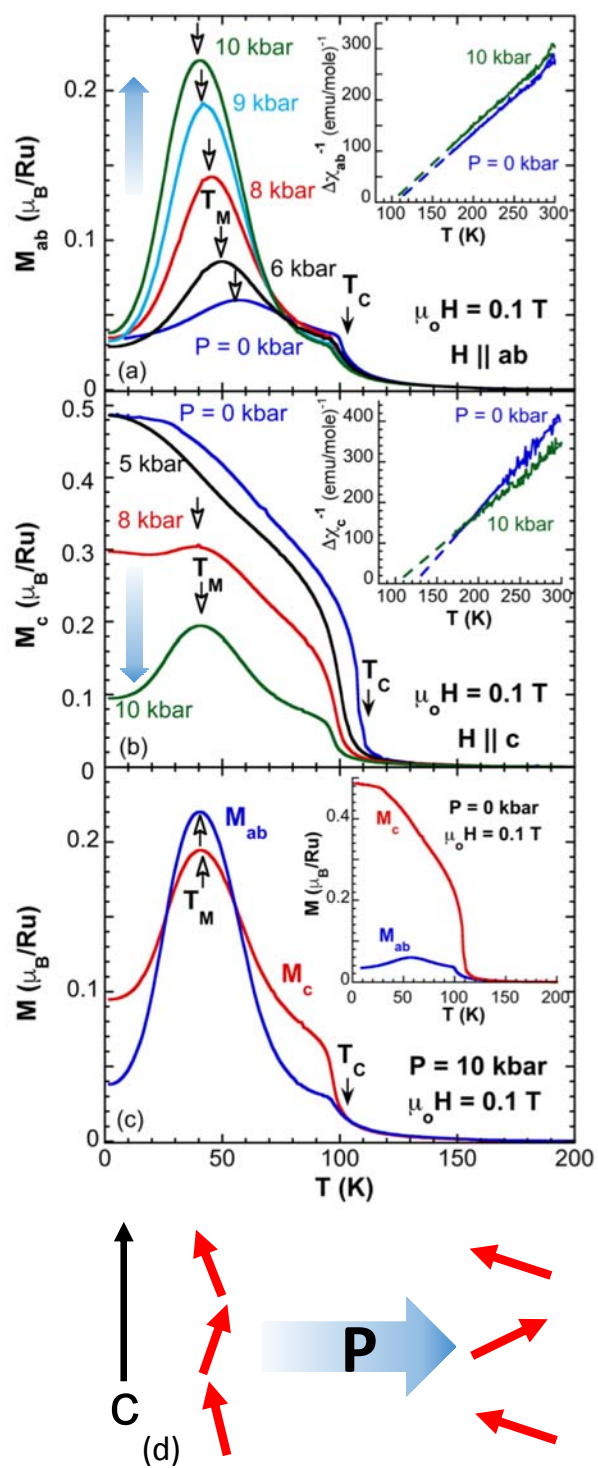 10 kbar
9 kbar
8 kbar
T_M
6 kbar
P = 0 kbar
T_C
μ_oH = 0.1 T
H || ab
(a)
M_ab (μ_B/Ru)
0.2
0.1
0
Δχ_ab^-1 (emu/mole)^-1
300
200
100
0
10 kbar
P = 0 kbar
100 150 200 250 300
T (K)
P = 0 kbar
5 kbar
8 kbar
T_M
10 kbar
T_C
μ_oH = 0.1 T
H || c
(b)
M_c (μ_B/Ru)
0.5
0.4
0.3
0.2
0.1
0
Δχ_c^-1 (emu/mole)^-1
400
300
200
100
0
P = 0 kbar
10 kbar
100 150 200 250 300
T (K)
M_ab
T_M
M_c
T_C
P = 10 kbar
μ_oH = 0.1 T
(c)
M (μ_B/Ru)
0.2
0.1
0
0 50 100 150 200
T (K)
M (μ_B/Ru)
0.4
0.2
0
M_c
M_ab
P = 0 kbar
μ_oH = 0.1 T
0 50 100 150 200
T (K)
C
P
(d)